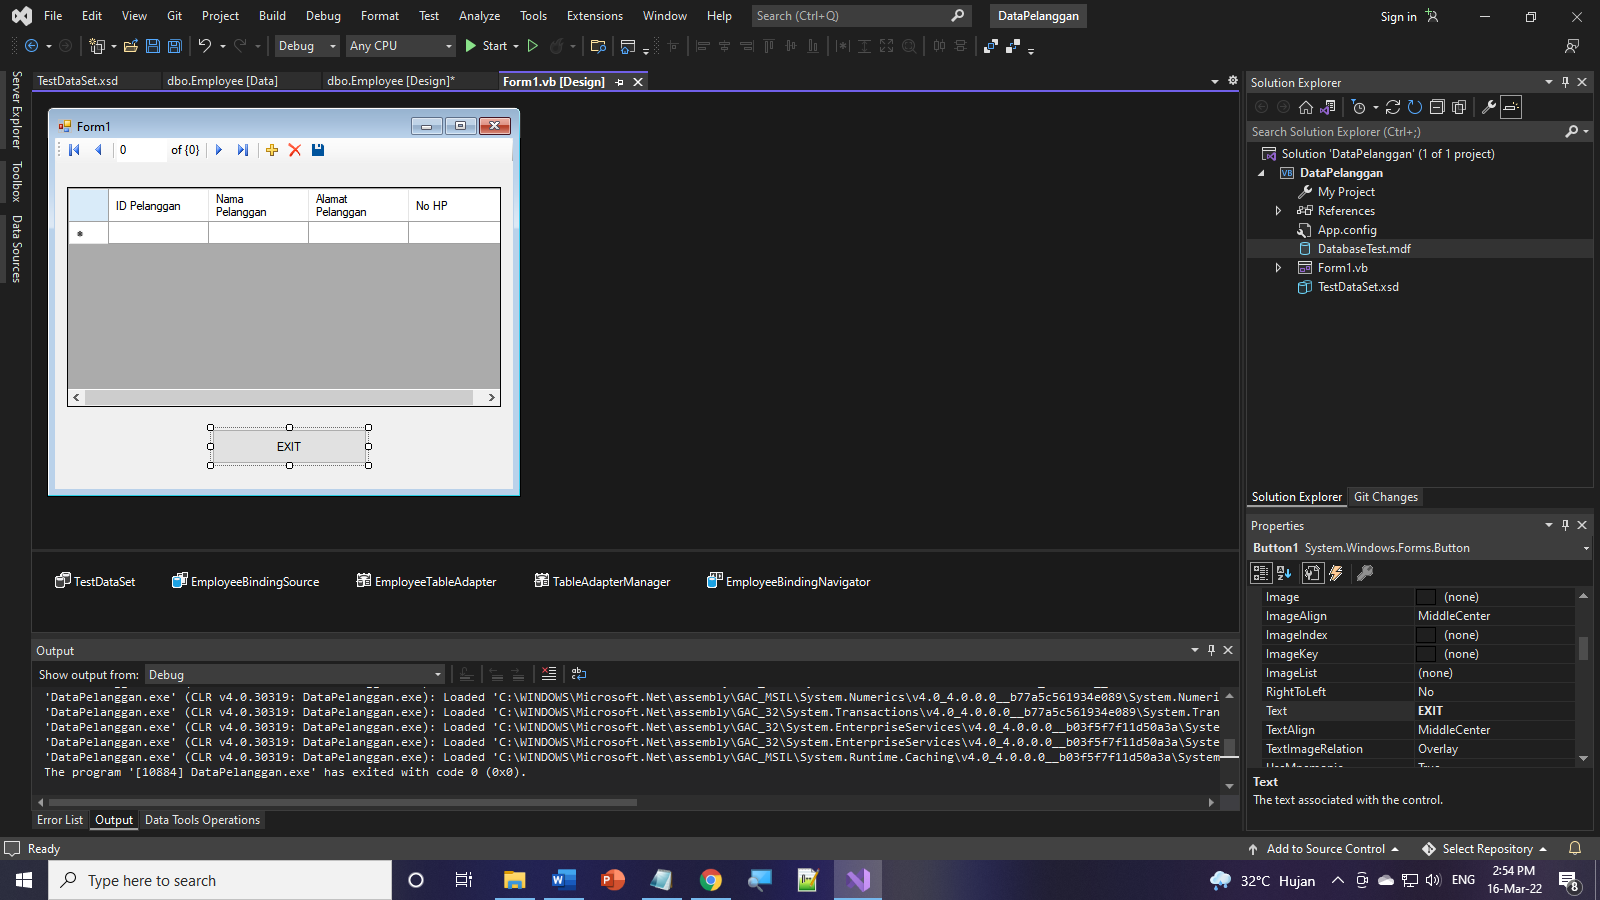 File Edit View Git Project Build Debug Format Test Analyze Tools Extensions Window Help Search (Ctrl+Q) DataPelanggan Sign in
Debug Any CPU Start
TestDataSet.xsd dbo.Employee [Data] dbo.Employee [Design]* Form1.vb [Design]
Server Explorer
Toolbox
Data Sources
Form1
0 of {0}
ID Pelanggan Nama Pelanggan Alamat Pelanggan No HP
EXIT
TestDataSet EmployeeBindingSource EmployeeTableAdapter TableAdapterManager EmployeeBindingNavigator
Output
Show output from: Debug
'DataPelanggan.exe' (CLR v4.0.30319: DataPelanggan.exe): Loaded 'C:\WINDOWS\Microsoft.Net\assembly\GAC_MSIL\System.Numerics\v4.0_4.0.0.0__b77a5c561934e089\System.Numeri
'DataPelanggan.exe' (CLR v4.0.30319: DataPelanggan.exe): Loaded 'C:\WINDOWS\Microsoft.Net\assembly\GAC_32\System.Transactions\v4.0_4.0.0.0__b77a5c561934e089\System.Tran
'DataPelanggan.exe' (CLR v4.0.30319: DataPelanggan.exe): Loaded 'C:\WINDOWS\Microsoft.Net\assembly\GAC_32\System.EnterpriseServices\v4.0_4.0.0.0__b03f5f7f11d50a3a\Syste
'DataPelanggan.exe' (CLR v4.0.30319: DataPelanggan.exe): Loaded 'C:\WINDOWS\Microsoft.Net\assembly\GAC_32\System.EnterpriseServices\v4.0_4.0.0.0__b03f5f7f11d50a3a\Syste
'DataPelanggan.exe' (CLR v4.0.30319: DataPelanggan.exe): Loaded 'C:\WINDOWS\Microsoft.Net\assembly\GAC_MSIL\System.Runtime.Caching\v4.0_4.0.0.0__b03f5f7f11d50a3a\System
The program '[10884] DataPelanggan.exe' has exited with code 0 (0x0).
Error List Output Data Tools Operations
Solution Explorer
Search Solution Explorer (Ctrl+;)
Solution 'DataPelanggan' (1 of 1 project)
VB DataPelanggan
My Project
References
App.config
DatabaseTest.mdf
Form1.vb
TestDataSet.xsd
Solution Explorer Git Changes
Properties
Button1 System.Windows.Forms.Button
Image (none)
ImageAlign MiddleCenter
ImageIndex (none)
ImageKey (none)
ImageList (none)
RightToLeft No
Text EXIT
TextAlign MiddleCenter
TextImageRelation Overlay
Text
The text associated with the control.
Ready Add to Source Control Select Repository
Type here to search 32°C Hujan ENG 2:54 PM
16-Mar-22
8